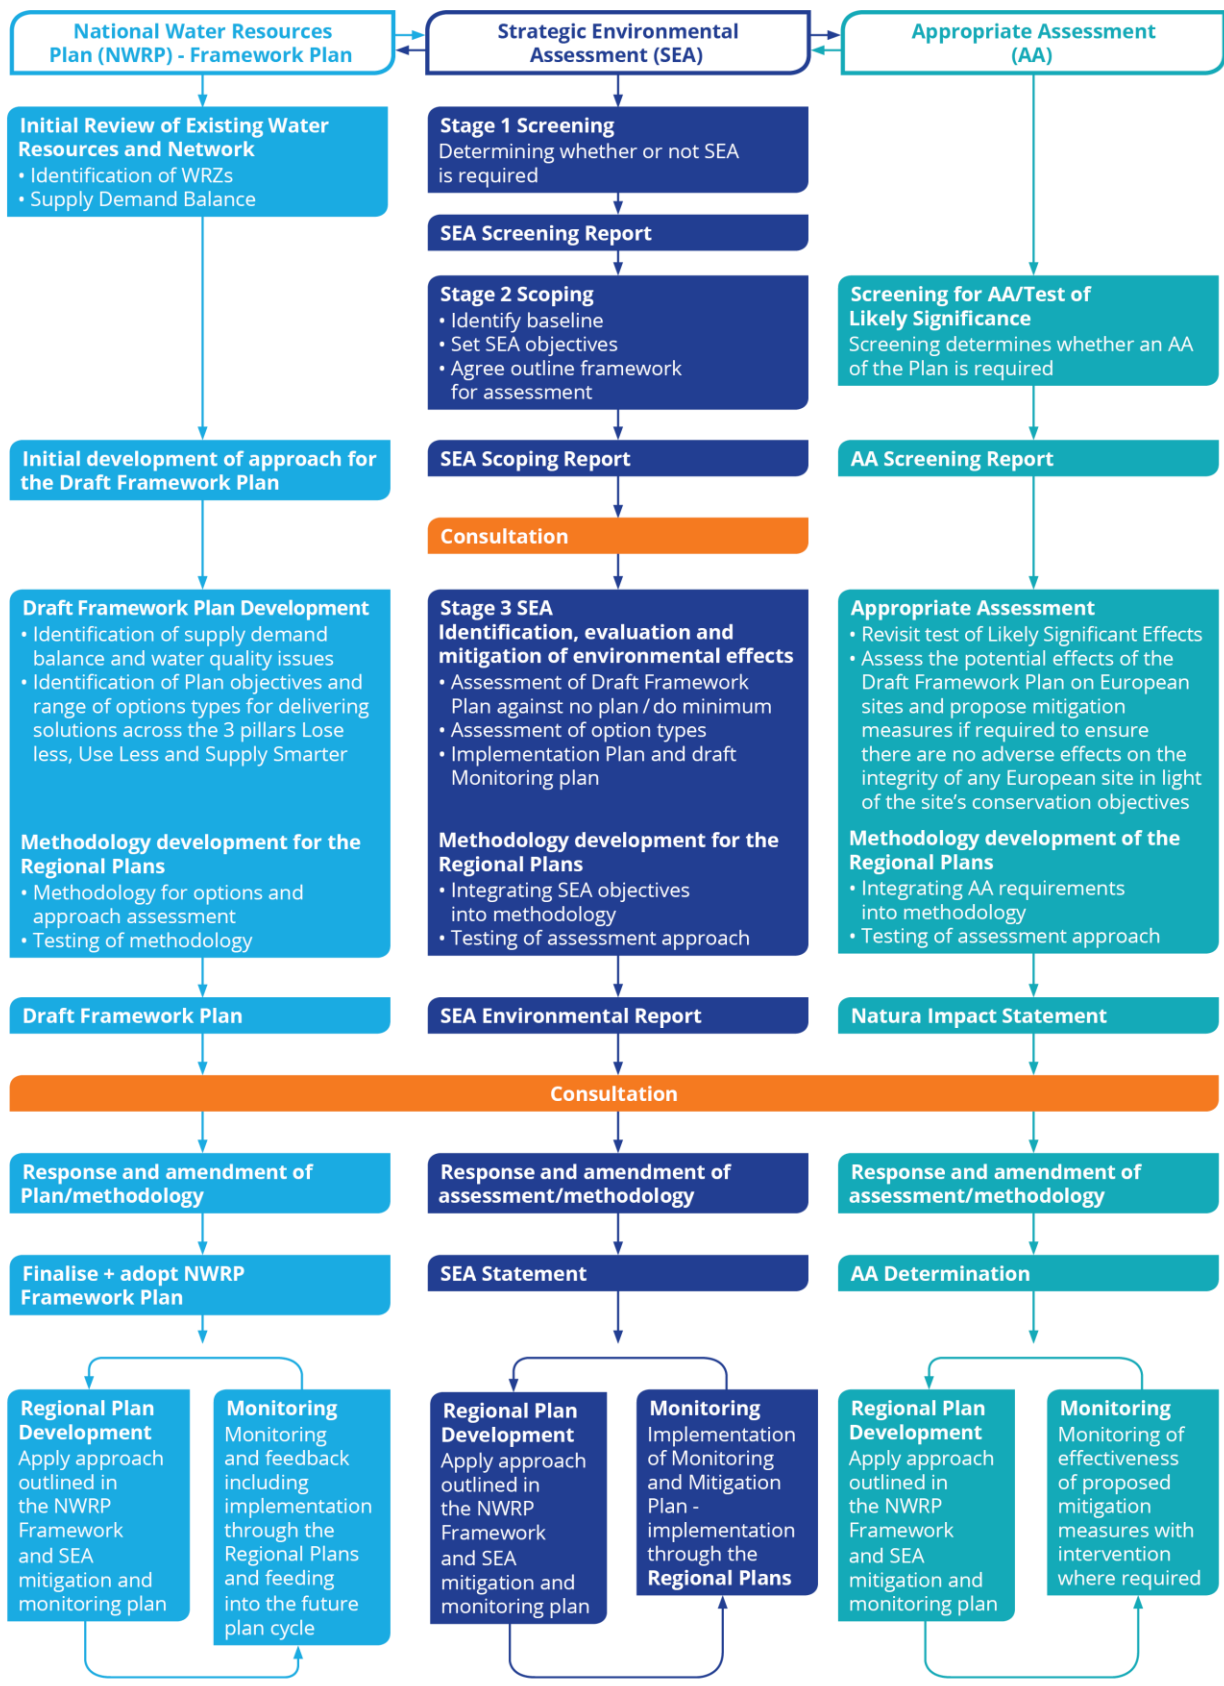 National Water Resources
Plan (NWRP) - Framework Plan
Strategic Environmental
Assessment (SEA)
Appropriate Assessment
(AA)
Initial Review of Existing Water
Resources and Network
• Identification of WRZs
• Supply Demand Balance
Stage 1 Screening
Determining whether or not SEA
is required
SEA Screening Report
Stage 2 Scoping
• Identify baseline
• Set SEA objectives
• Agree outline framework
for assessment
Screening for AA/Test of
Likely Significance
Screening determines whether an AA
of the Plan is required
Initial development of approach for
the Draft Framework Plan
SEA Scoping Report
AA Screening Report
Consultation
Draft Framework Plan Development
• Identification of supply demand
balance and water quality issues
• Identification of Plan objectives and
range of options types for delivering
solutions across the 3 pillars Lose
less, Use Less and Supply Smarter
Methodology development for the
Regional Plans
• Methodology for options and
approach assessment
• Testing of methodology
Stage 3 SEA
Identification, evaluation and
mitigation of environmental effects
• Assessment of Draft Framework
Plan against no plan / do minimum
• Assessment of option types
• Implementation Plan and draft
Monitoring plan
Methodology development for the
Regional Plans
• Integrating SEA objectives
into methodology
• Testing of assessment approach
Appropriate Assessment
• Revisit test of Likely Significant Effects
• Assess the potential effects of the
Draft Framework Plan on European
sites and propose mitigation
measures if required to ensure
there are no adverse effects on the
integrity of any European site in light
of the site’s conservation objectives
Methodology development of the
Regional Plans
• Integrating AA requirements
into methodology
• Testing of assessment approach
Draft Framework Plan
SEA Environmental Report
Natura Impact Statement
Consultation
Response and amendment of
Plan/methodology
Response and amendment of
assessment/methodology
Response and amendment of
assessment/methodology
Finalise + adopt NWRP
Framework Plan
SEA Statement
AA Determination
Regional Plan
Development
Apply approach
outlined in
the NWRP
Framework
and SEA
mitigation and
monitoring plan
Monitoring
Monitoring
and feedback
including
implementation
through the
Regional Plans
and feeding
into the future
plan cycle
Regional Plan
Development
Apply approach
outlined in
the NWRP
Framework
and SEA
mitigation and
monitoring plan
Monitoring
Implementation
of Monitoring
and Mitigation
Plan -
implementation
through the
Regional Plans
Regional Plan
Development
Apply approach
outlined in
the NWRP
Framework
and SEA
mitigation and
monitoring plan
Monitoring
Monitoring of
effectiveness
of proposed
mitigation
measures with
intervention
where required